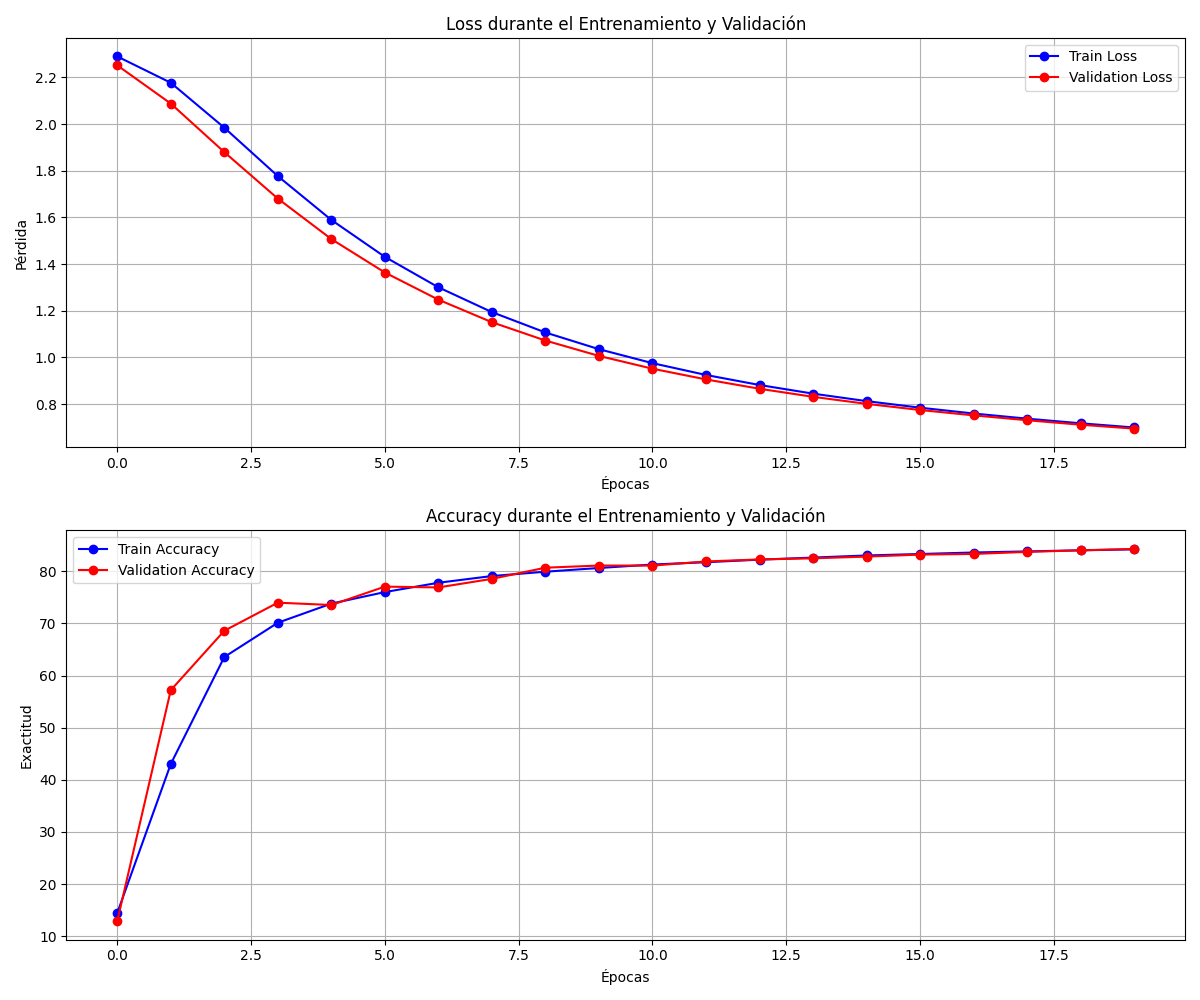 Loss durante el Entrenamiento y Validación
Train Loss
Validation Loss
2.2
2.0
1.8
1.6
1.4
1.2
1.0
0.8
Pérdida
0.0 2.5 5.0 7.5 10.0 12.5 15.0 17.5
Épocas
Accuracy durante el Entrenamiento y Validación
Train Accuracy
Validation Accuracy
80
70
60
50
40
30
20
10
Exactitud
0.0 2.5 5.0 7.5 10.0 12.5 15.0 17.5
Épocas